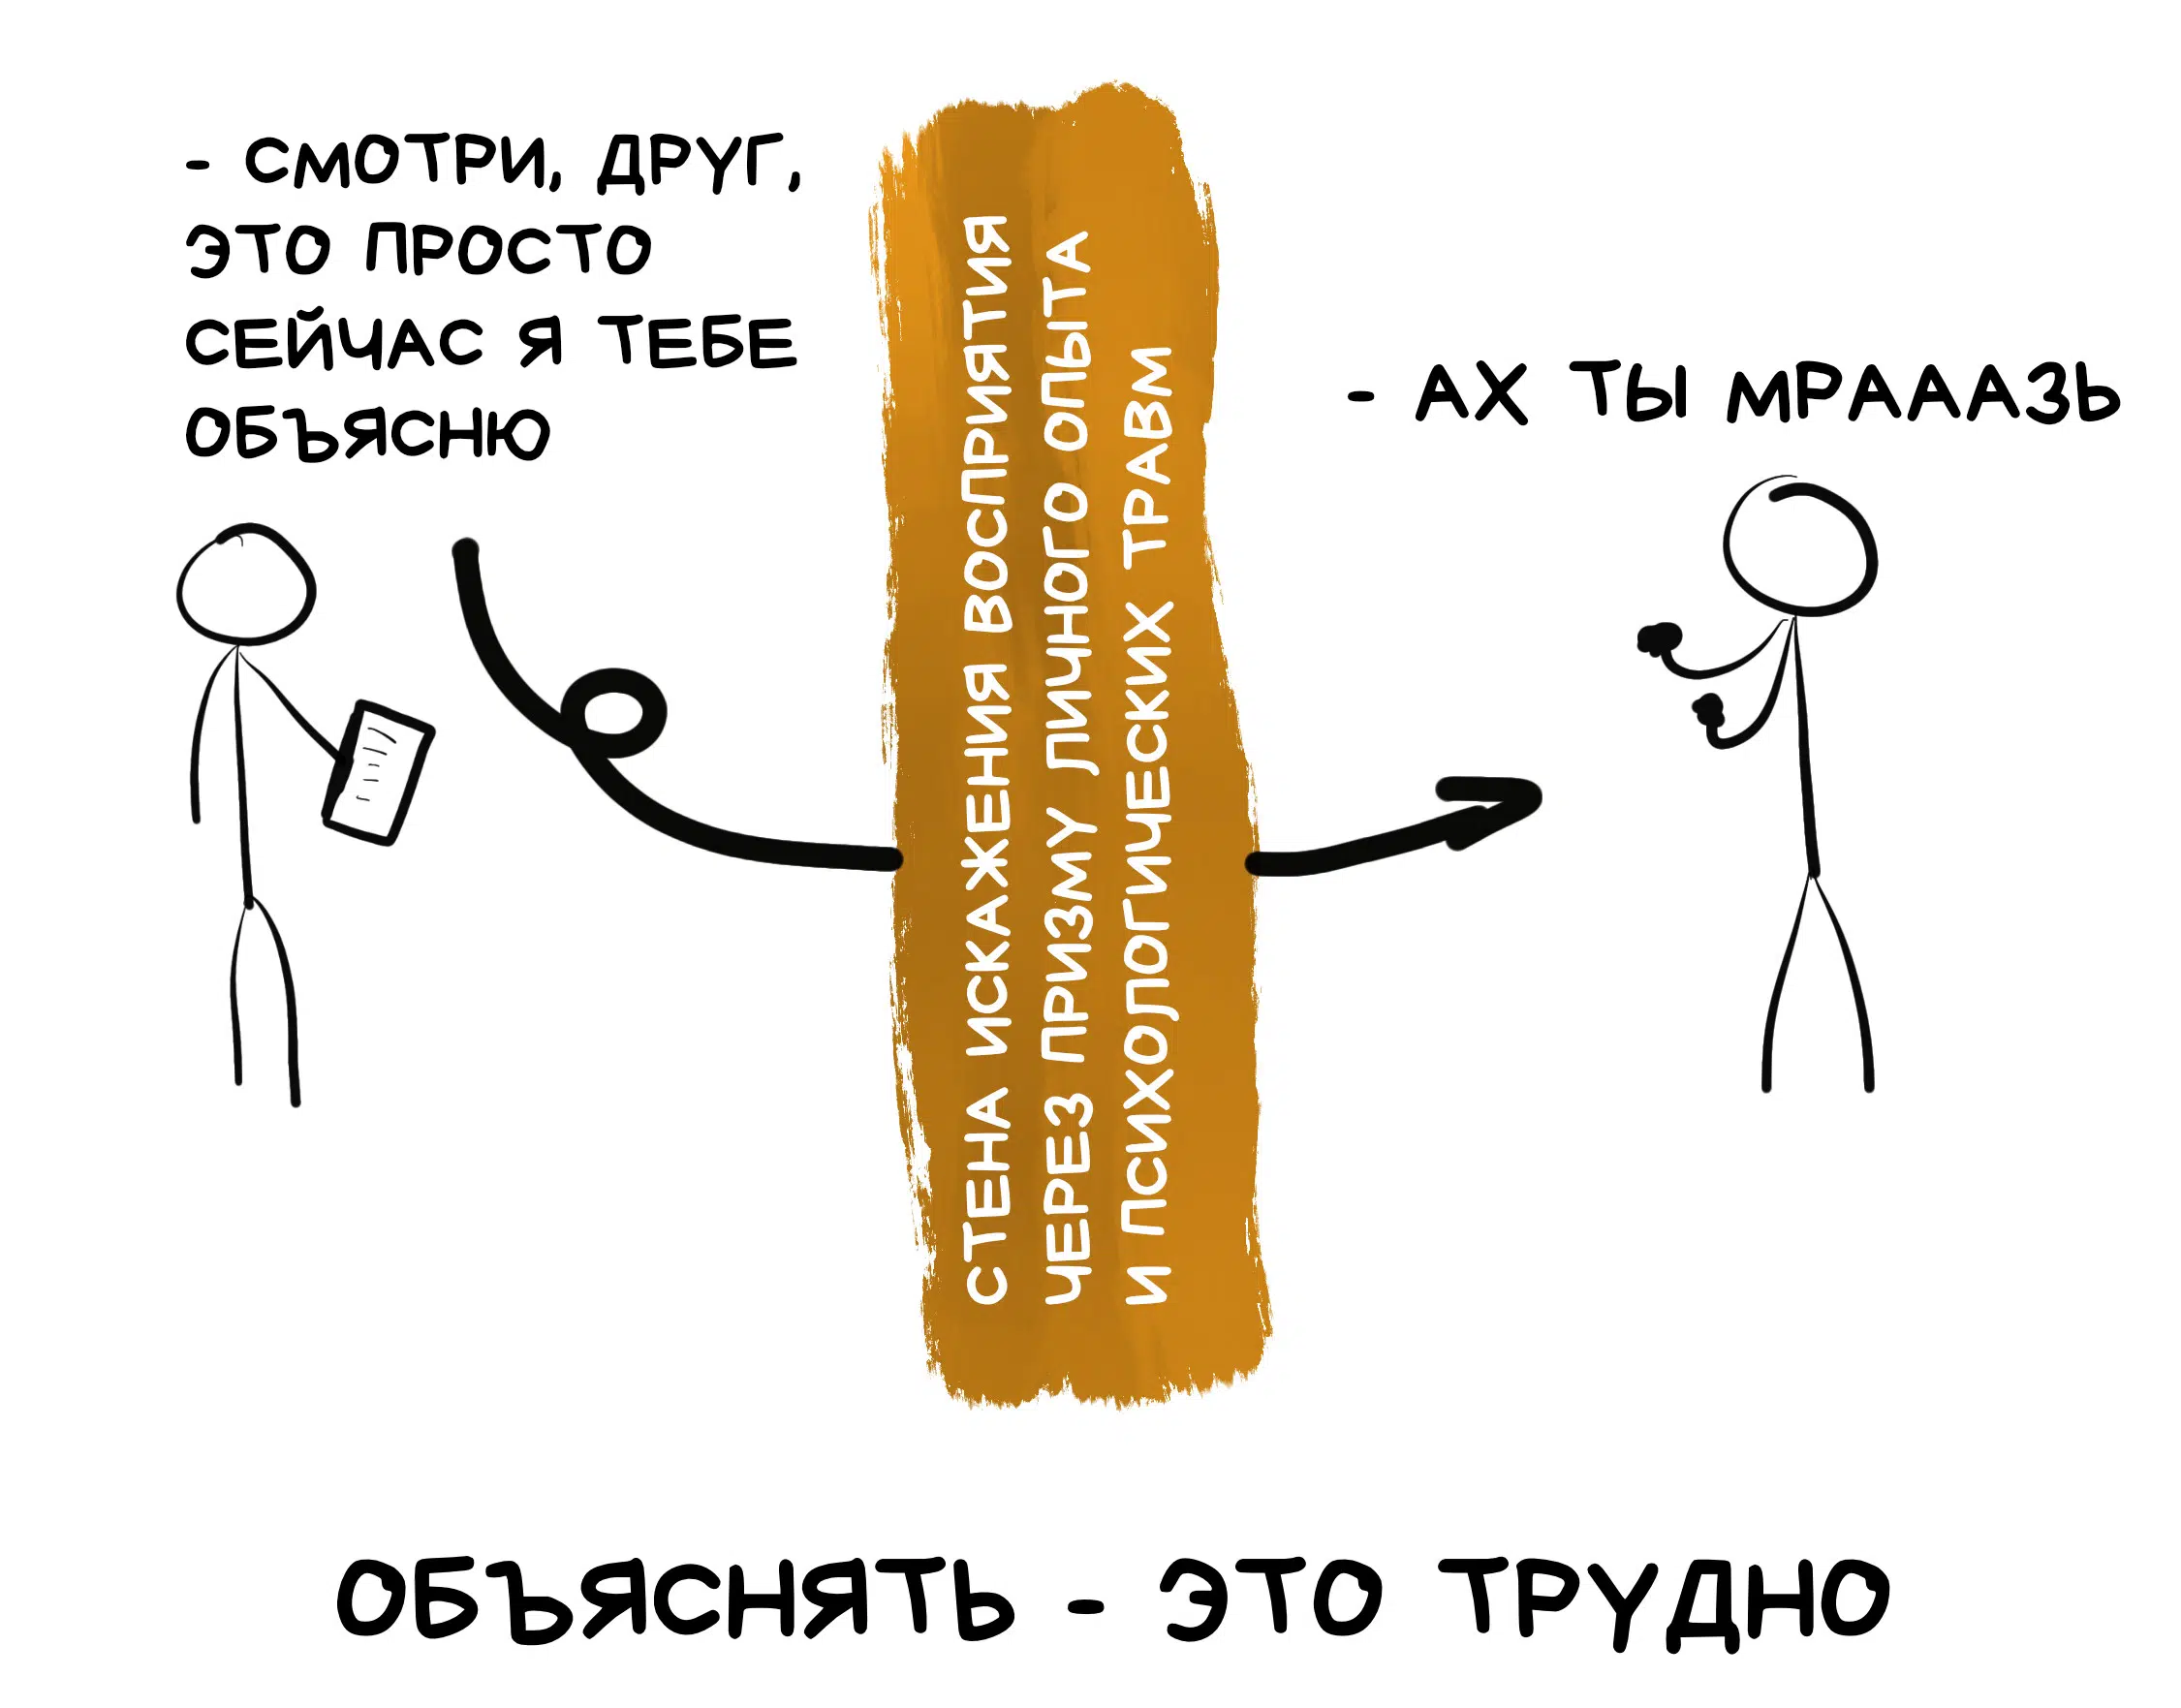 - СМОТРИ, ДРУГ,
ЭТО ПРОСТО
СЕЙЧАС Я ТЕБЕ
ОБЪЯСНЮ
СТЕНА ИСКАЖЕНИЯ ВОСПРИЯТИЯ
ЧЕРЕЗ ПРИЗМУ ЛИЧНОГО ОПЫТА
И ПСИХОЛОГИЧЕСКИХ ТРАВМ
- АХ ТЫ МРАААЗЬ
ОБЪЯСНЯТЬ - ЭТО ТРУДНО